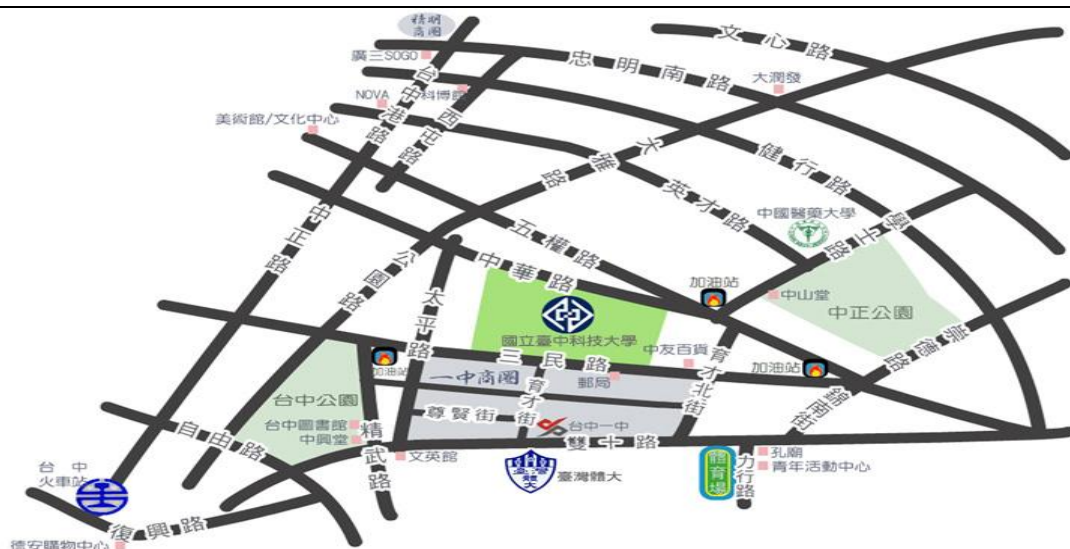 精明
商圈
文心路
廣三SOGO
忠明南路
大潤發
NOVA
科博館
台中港路
西屯路
美術館/文化中心
大雅路
健行路
英才路
中國醫藥大學
學士路
中正路
公園路
五權路
中華路
太平路
加油站
中山堂
中正公園
國立臺中科技大學
三民路
中友百貨
育才北街
加油站
崇德路
加油站
一中商圈
郵局
育才街
錦南街
台中公園
尊賢街
台中一中
台中圖書館
中興堂
精武路
自由路
雙十路
文英館
臺灣體大
體育場
力行路
孔廟
青年活動中心
台中
火車站
復興路
德安購物中心